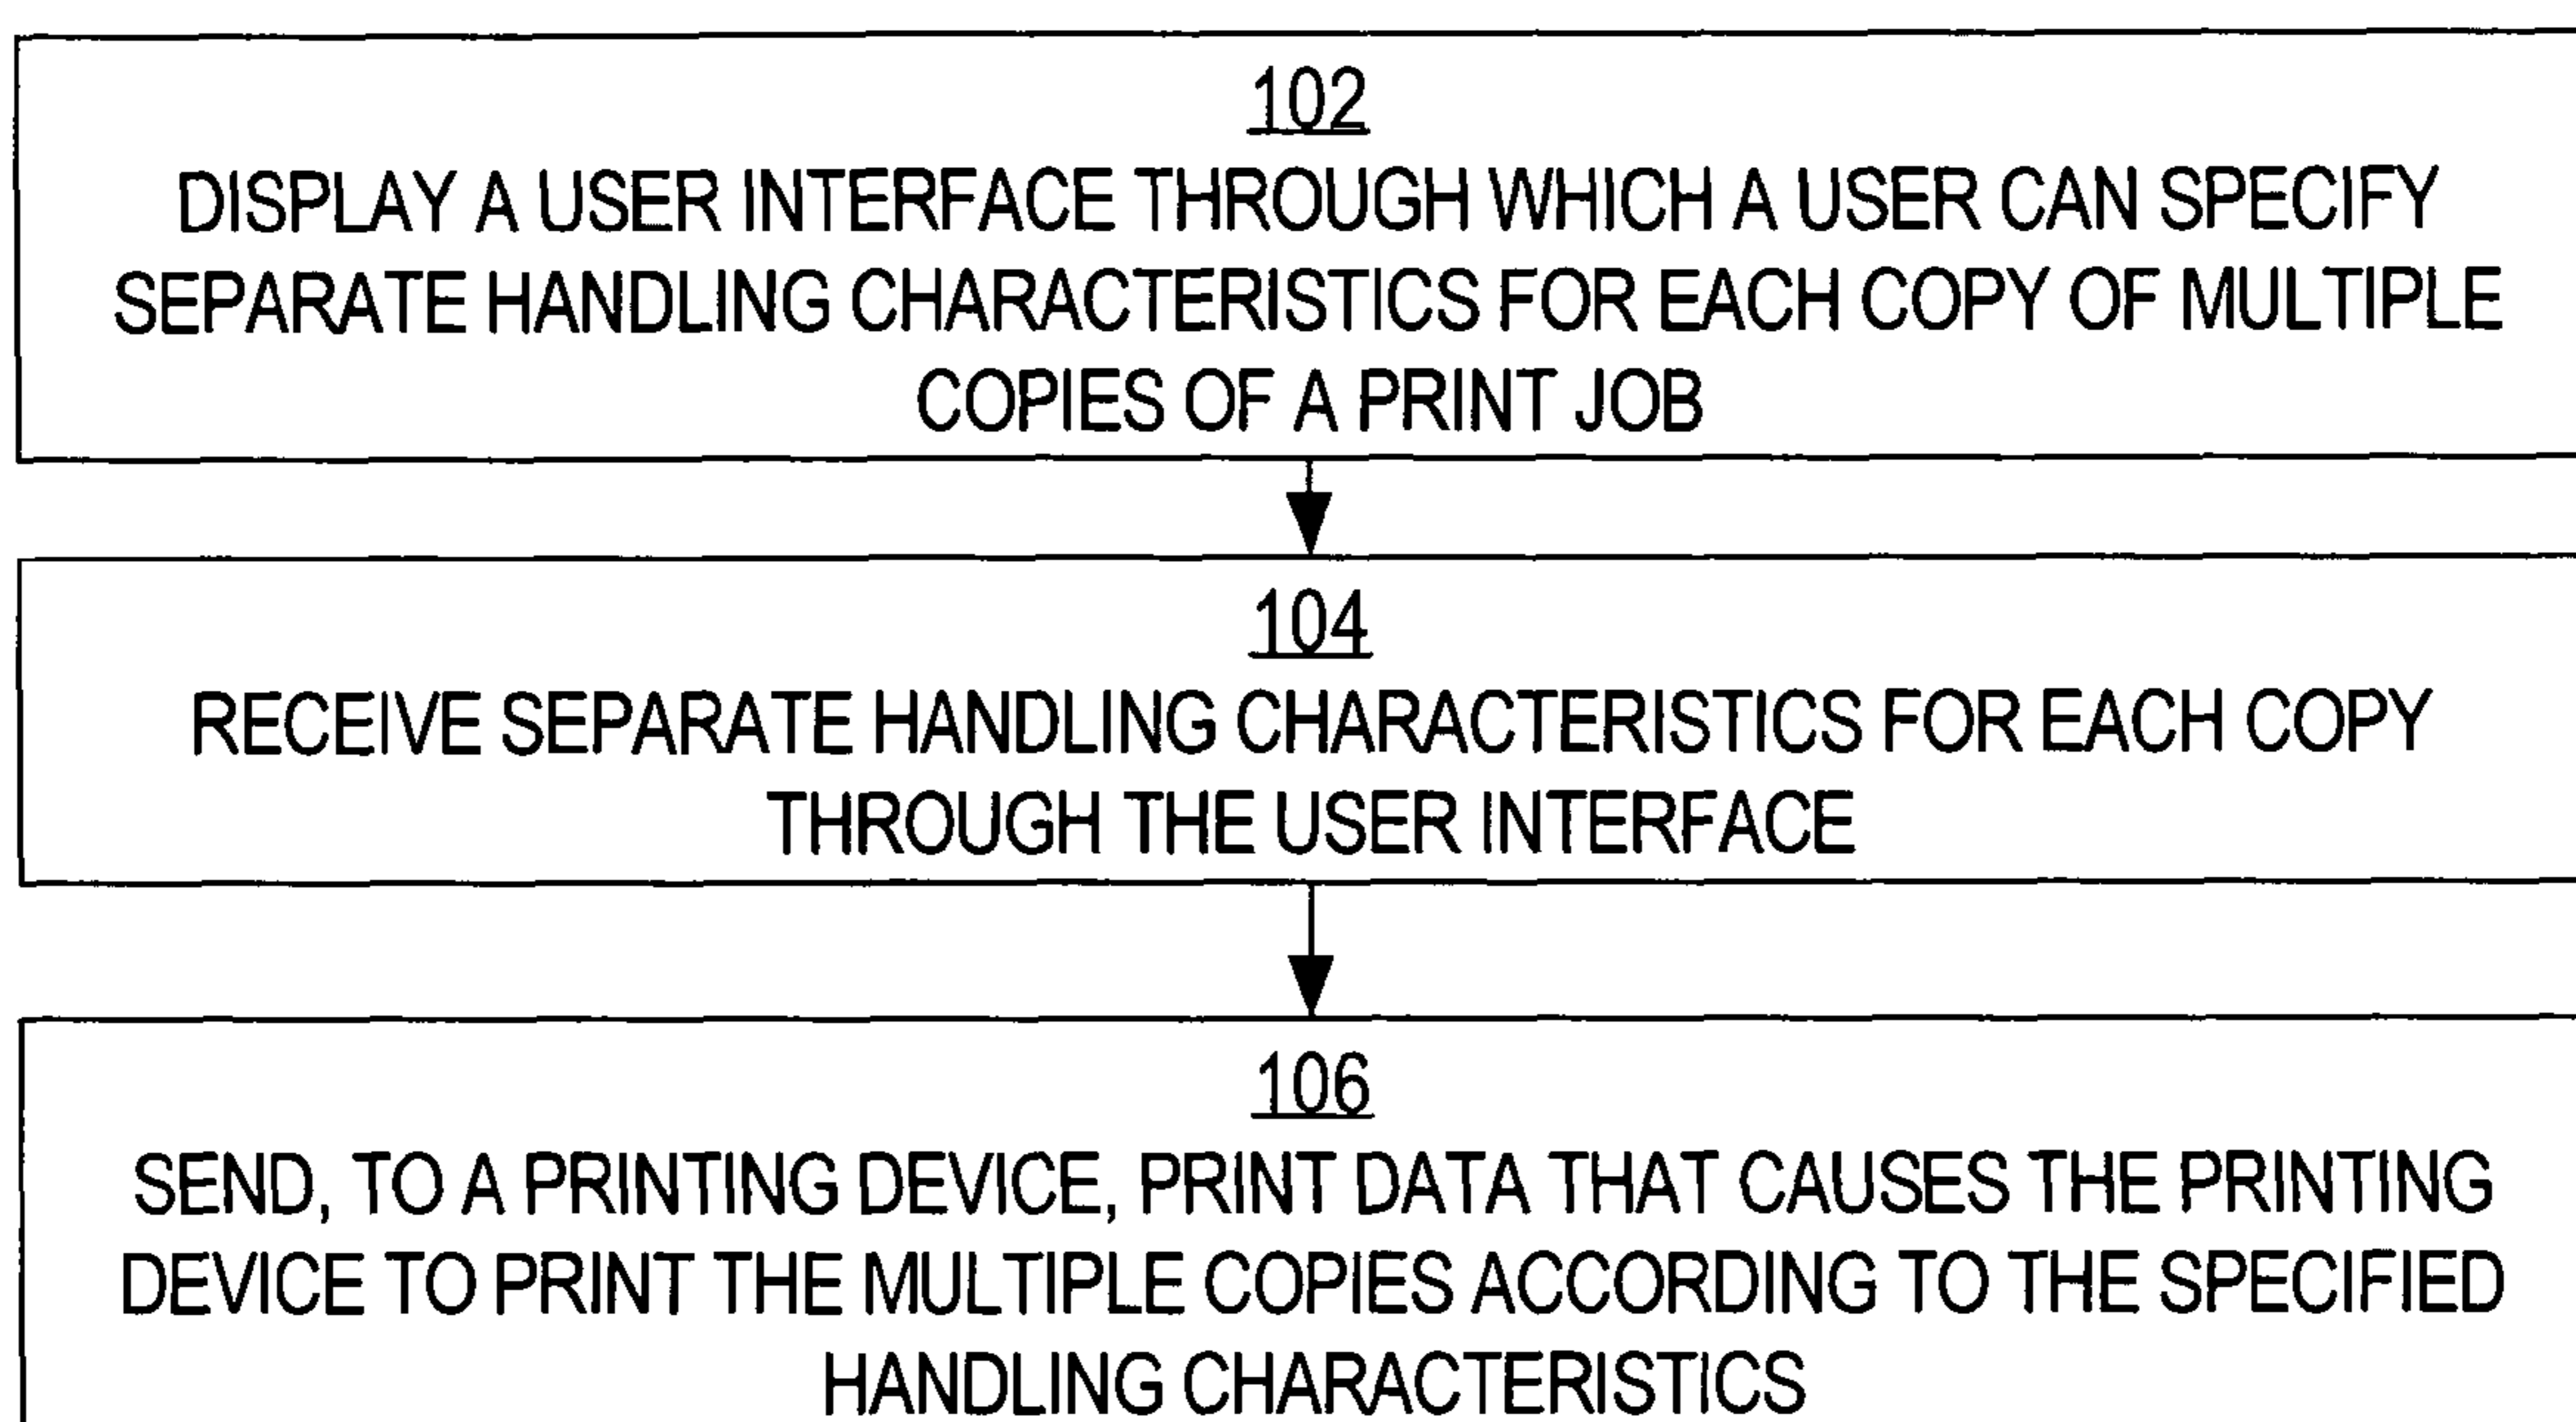 102
DISPLAY A USER INTERFACE THROUGH WHICH A USER CAN SPECIFY
SEPARATE HANDLING CHARACTERISTICS FOR EACH COPY OF MULTIPLE
COPIES OF A PRINT JOB
104
RECEIVE SEPARATE HANDLING CHARACTERISTICS FOR EACH COPY
THROUGH THE USER INTERFACE
106
SEND, TO A PRINTING DEVICE, PRINT DATA THAT CAUSES THE PRINTING
DEVICE TO PRINT THE MULTIPLE COPIES ACCORDING TO THE SPECIFIED
HANDLING CHARACTERISTICS